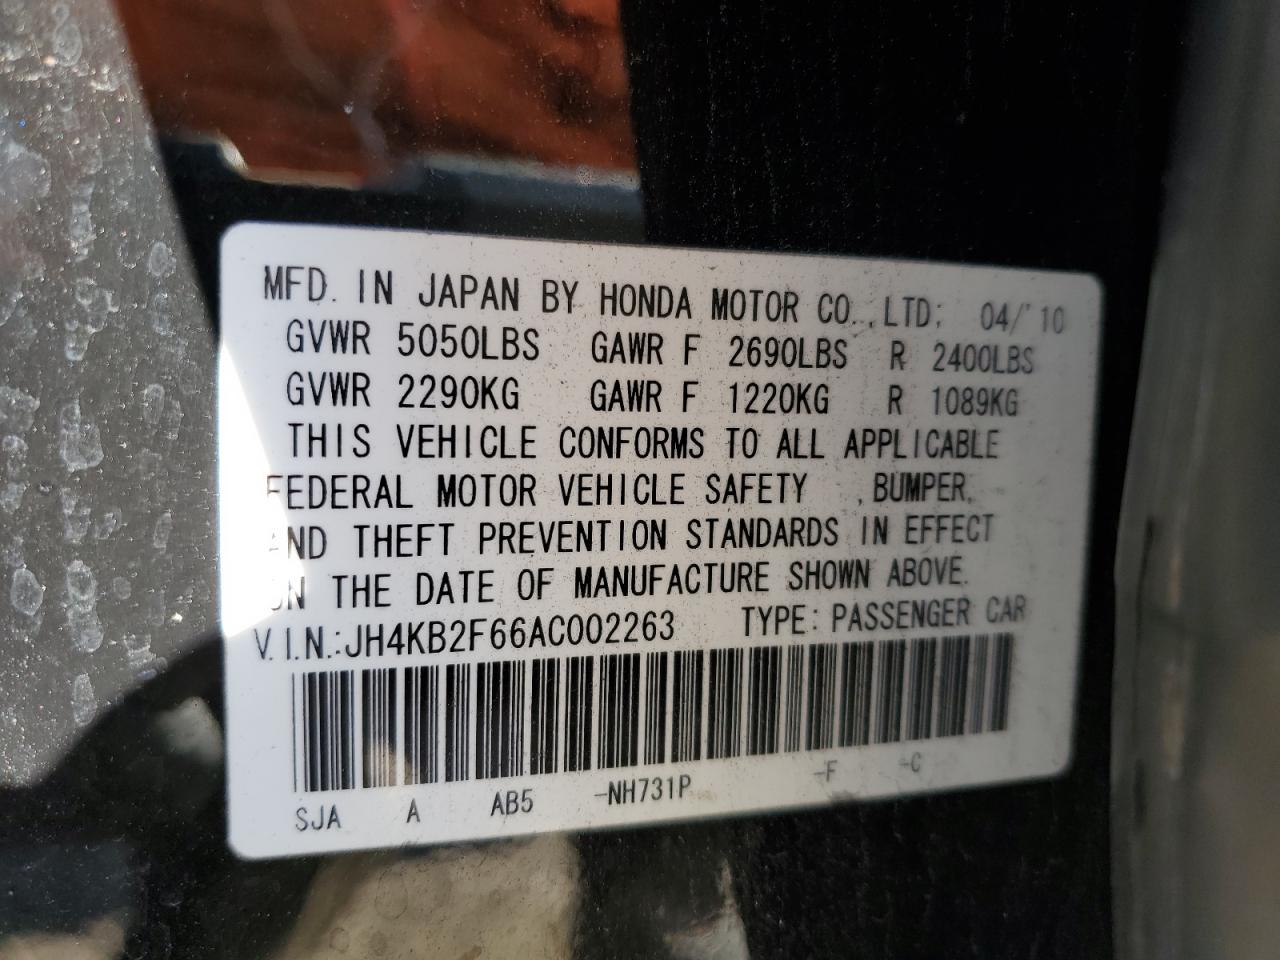 MFD. IN JAPAN BY HONDA MOTOR CO.,LTD; 04/'10
GVWR 5050LBS GAWR F 2690LBS R 2400LBS
GVWR 2290KG GAWR F 1220KG R 1089KG
THIS VEHICLE CONFORMS TO ALL APPLICABLE
FEDERAL MOTOR VEHICLE SAFETY , BUMPER,
AND THEFT PREVENTION STANDARDS IN EFFECT
ON THE DATE OF MANUFACTURE SHOWN ABOVE.
V.I.N.:JH4KB2F66AC002263 TYPE: PASSENGER CAR
SJA A AB5 -NH731P -F -C